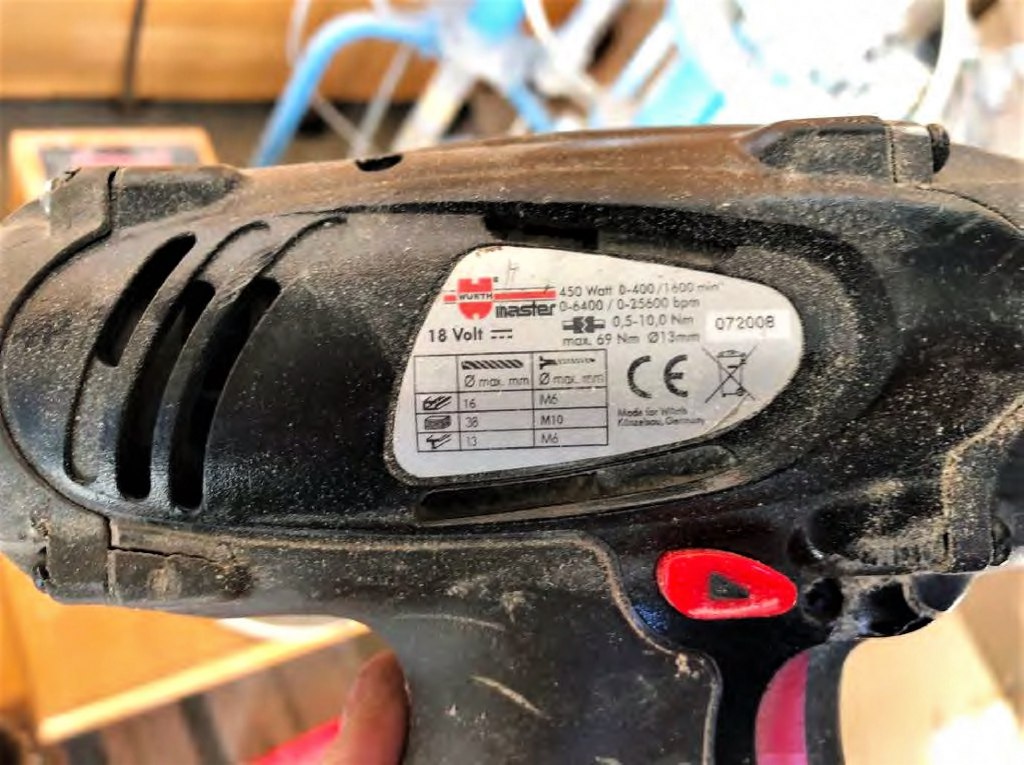 WÜRTH®
master
450 Watt 0-400/1600 min⁻¹
0-6400 / 0-25600 bpm
0,5-10,0 Nm
max. 69 Nm Ø13mm
072008
18 Volt
Ø max. mm Ø max. mm
16 M6
38 M10
13 M6
CE
Made for Würth
Künzelsau, Germany